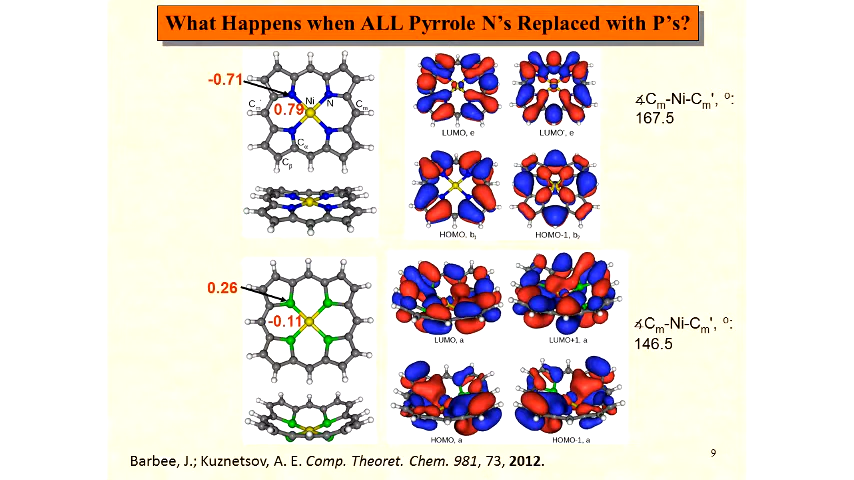 What Happens when ALL Pyrrole N's Replaced with P's?
-0.71
Ni
N
Cm'
0.79
Cm
Cα
Cβ
LUMO, e
LUMO', e
∡Cm-Ni-Cm', o:
167.5
HOMO, b1
HOMO-1, b2
0.26
-0.11
LUMO, a
LUMO+1, a
∡Cm-Ni-Cm', o:
146.5
HOMO, a
HOMO-1, a
Barbee, J.; Kuznetsov, A. E. Comp. Theoret. Chem. 981, 73, 2012.
9